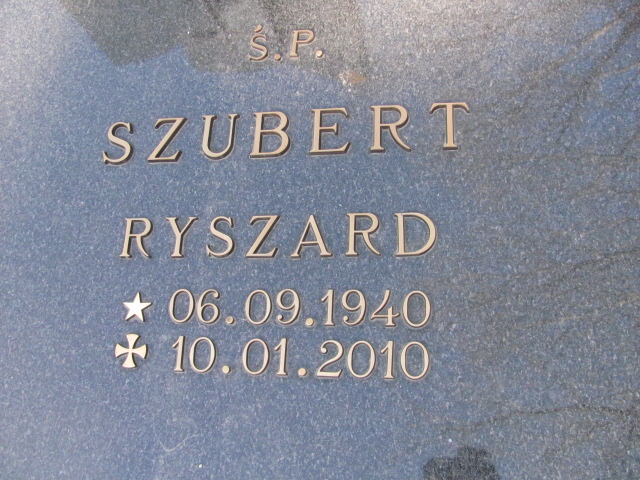 Ś.P.
SZUBERT
RYSZARD
★ 06.09.1940
✠ 10.01.2010